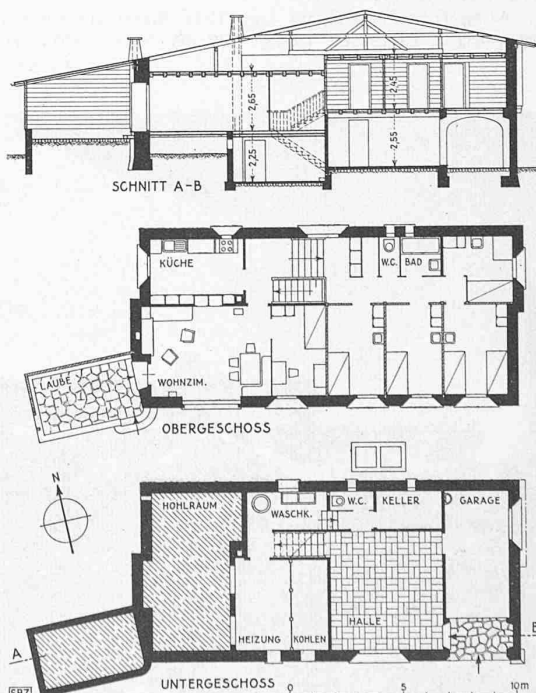 2,65
2,45
2,25
2,55
SCHNITT A-B
KÜCHE
W.C.
BAD
LAUBE
WOHNZIM.
OBERGESCHOSS
N
HOHLRAUM
WASCHK.
W.C.
KELLER
GARAGE
HALLE
HEIZUNG
KOHLEN
A
B
SBZ
UNTERGESCHOSS
0 5 10m